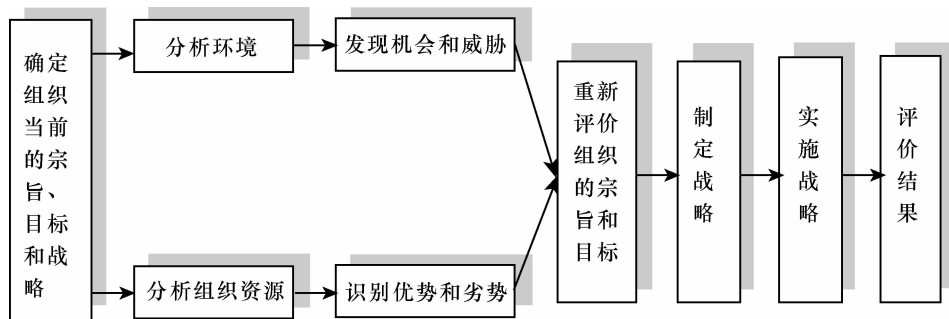 确定
组织
当前
的宗
旨、
目标
和战
略
分析环境
发现机会和威胁
分析组织资源
识别优势和劣势
重新
评价
组织
的宗
旨和
目标
制
定
战
略
实
施
战
略
评
价
结
果